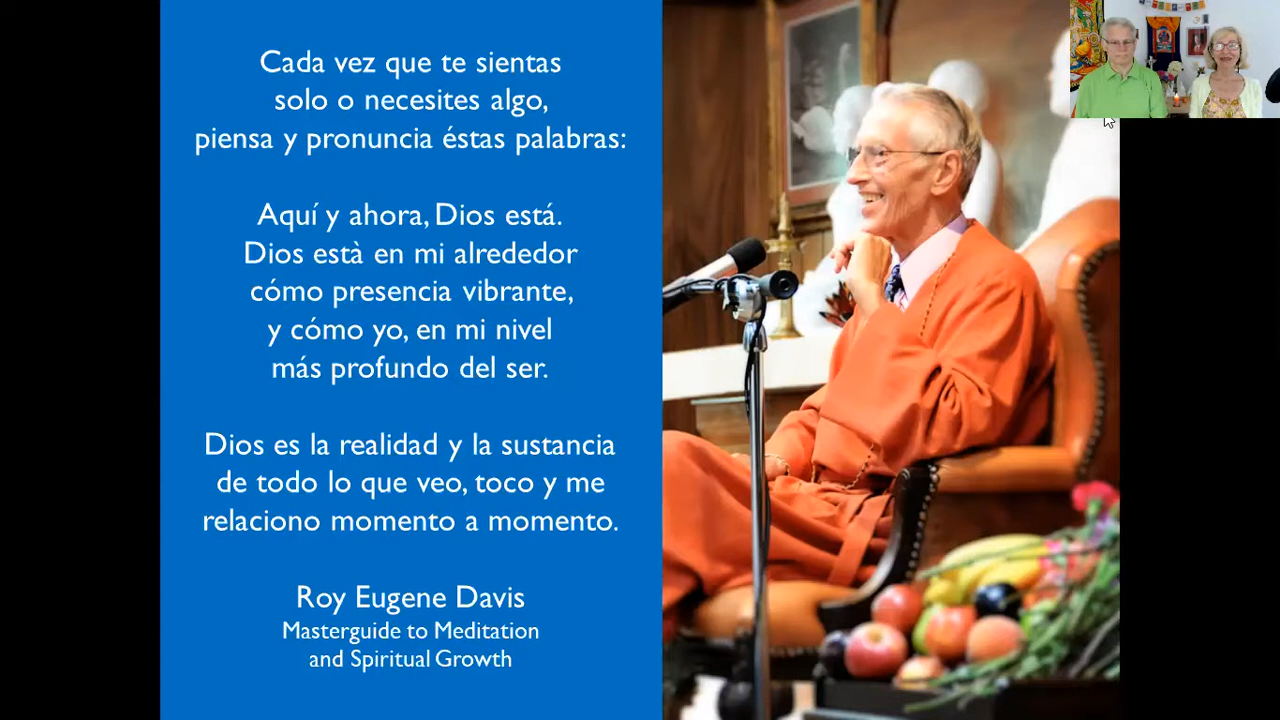 Cada vez que te sientas
solo o necesites algo,
piensa y pronuncia éstas palabras:
Aquí y ahora, Dios está.
Dios està en mi alrededor
cómo presencia vibrante,
y cómo yo, en mi nivel
más profundo del ser.
Dios es la realidad y la sustancia
de todo lo que veo, toco y me
relaciono momento a momento.
Roy Eugene Davis
Masterguide to Meditation
and Spiritual Growth